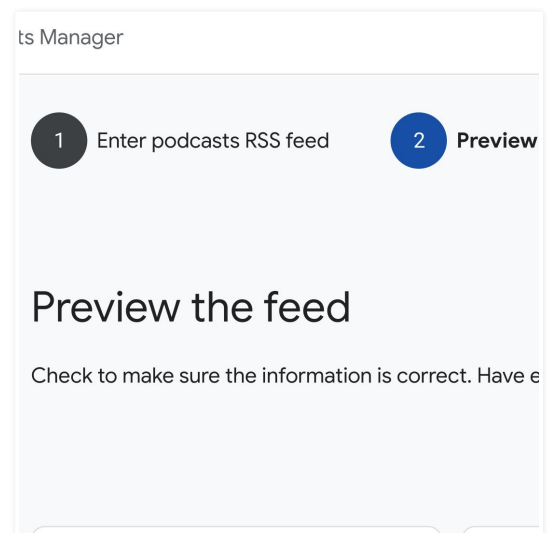 ts Manager
1 Enter podcasts RSS feed 2 Preview
Preview the feed
Check to make sure the information is correct. Have e